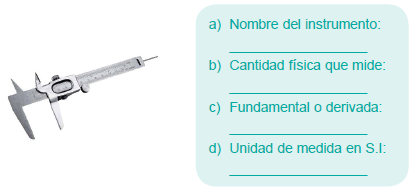 a) Nombre del instrumento:
b) Cantidad física que mide:
c) Fundamental o derivada:
d) Unidad de medida en S.I: